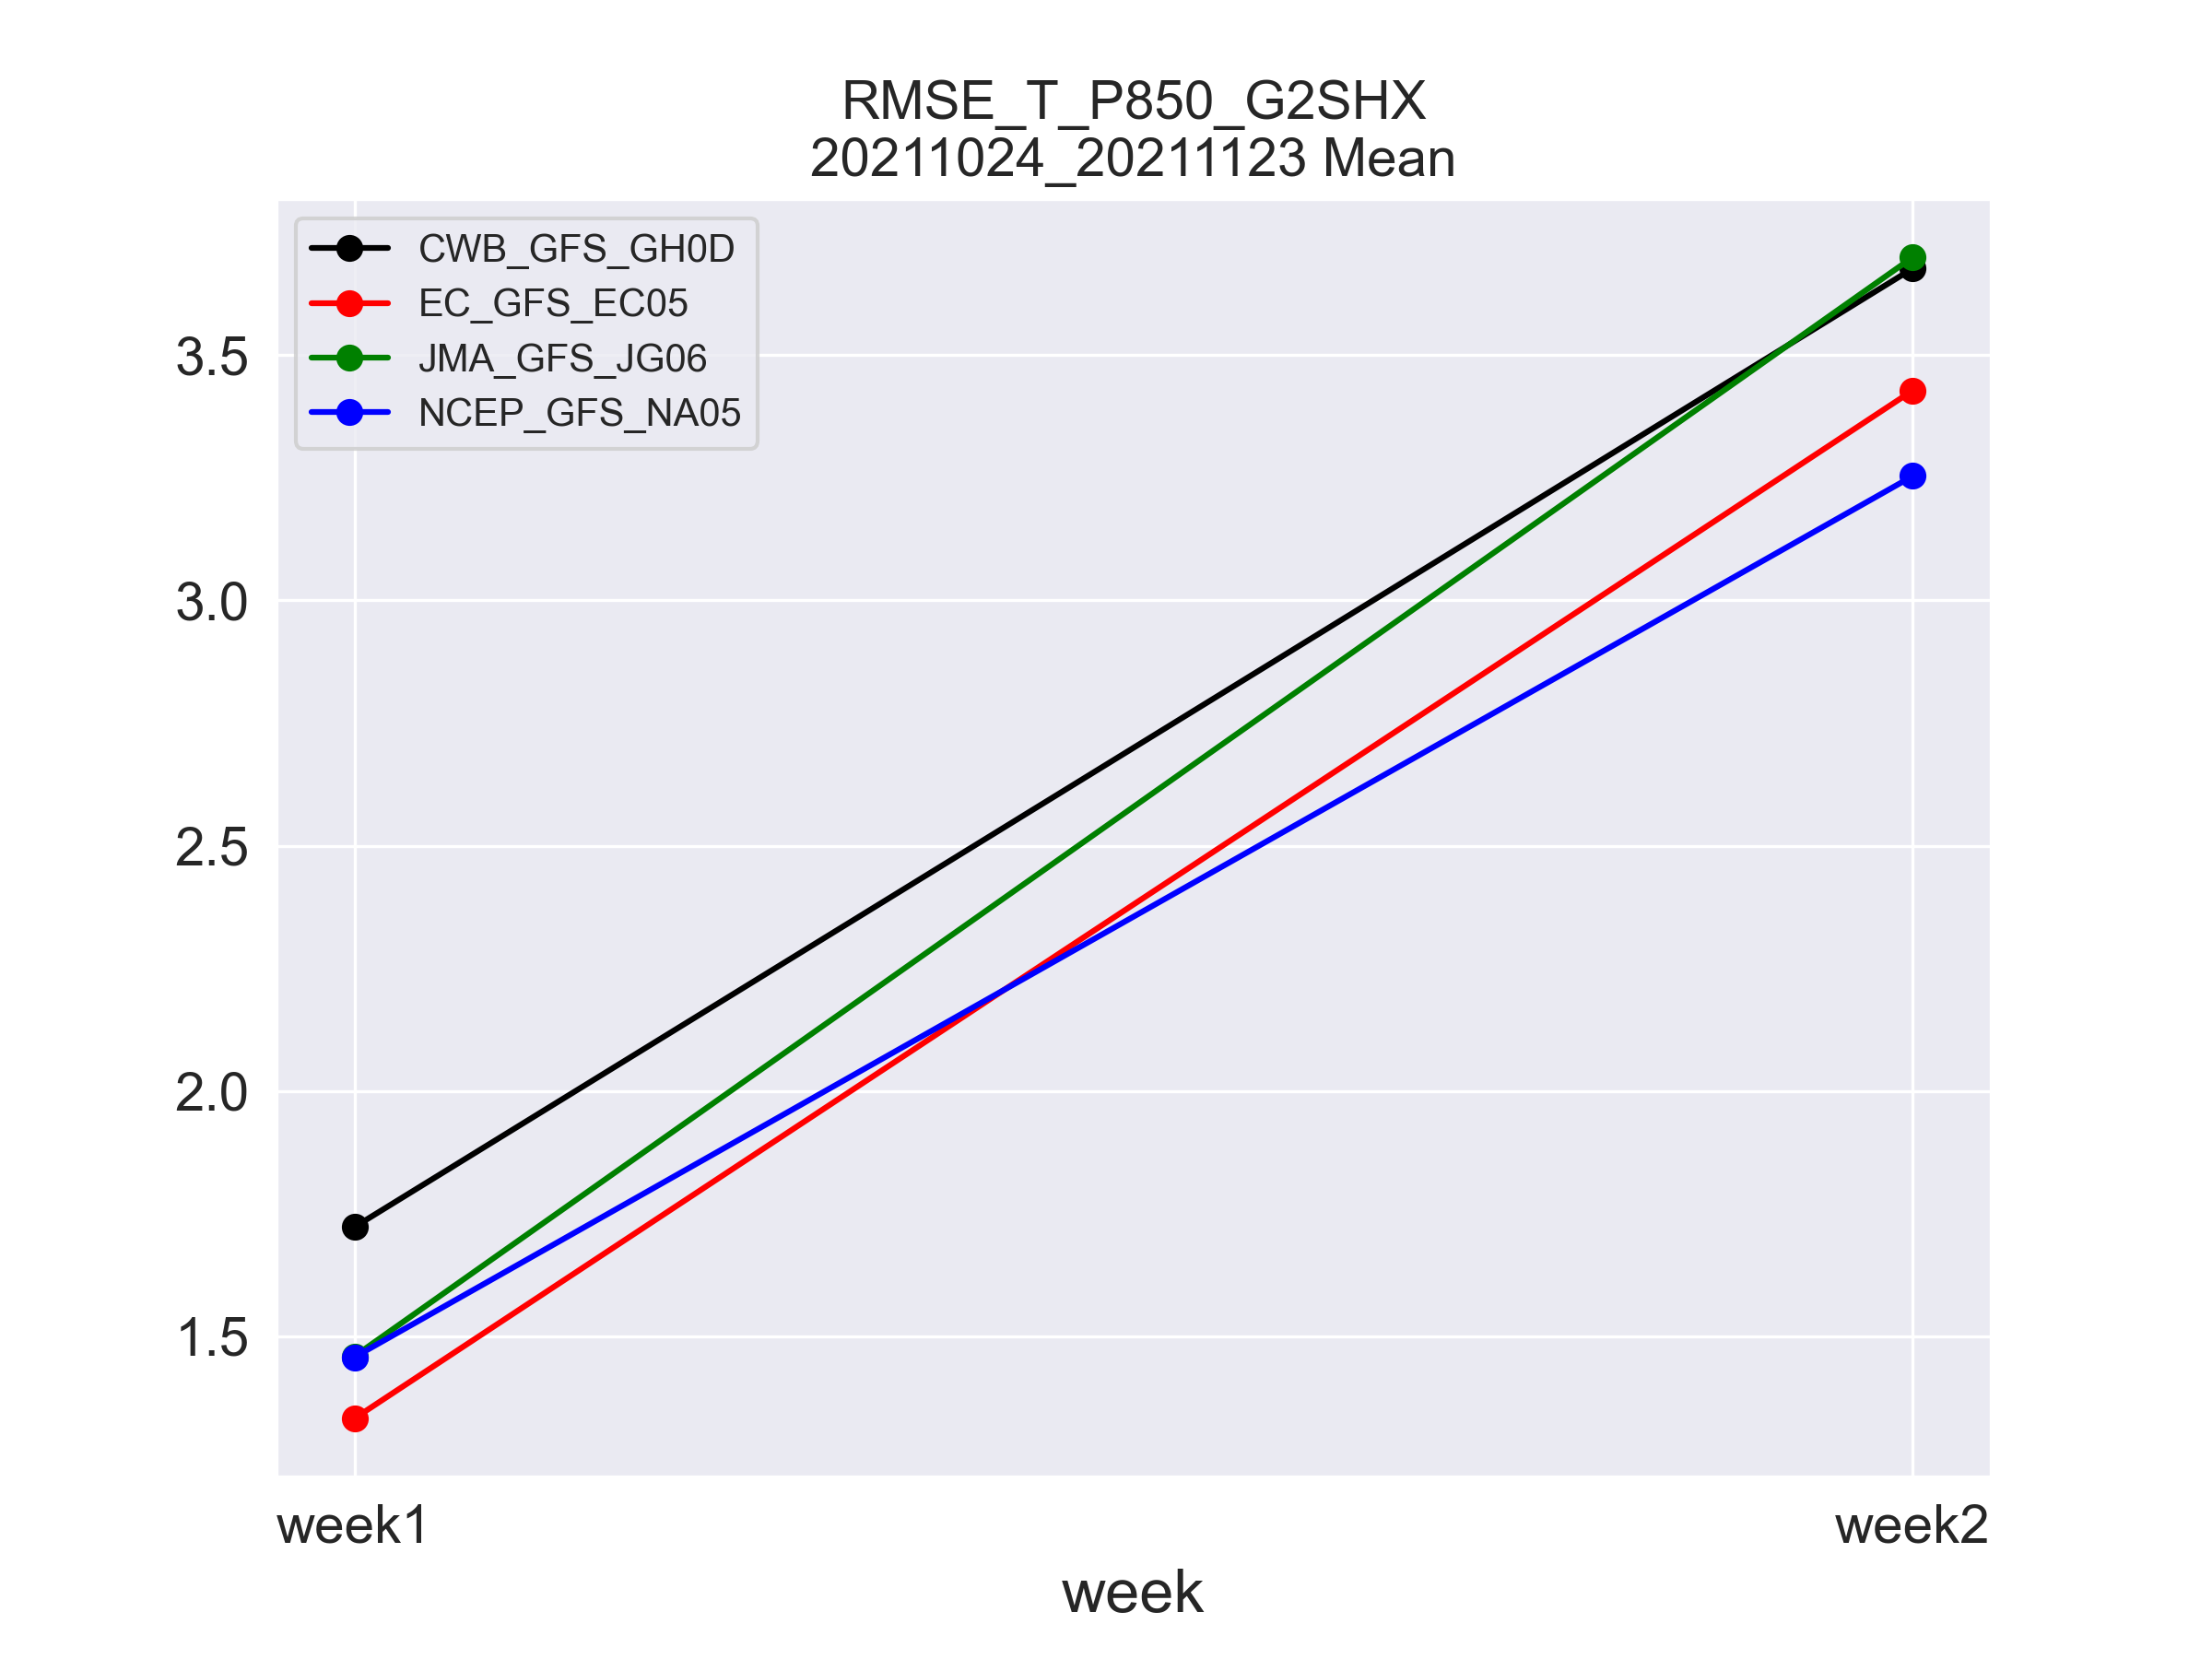 RMSE_T_P850_G2SHX
20211024_20211123 Mean
CWB_GFS_GH0D
EC_GFS_EC05
JMA_GFS_JG06
NCEP_GFS_NA05
3.5
3.0
2.5
2.0
1.5
week1
week2
week